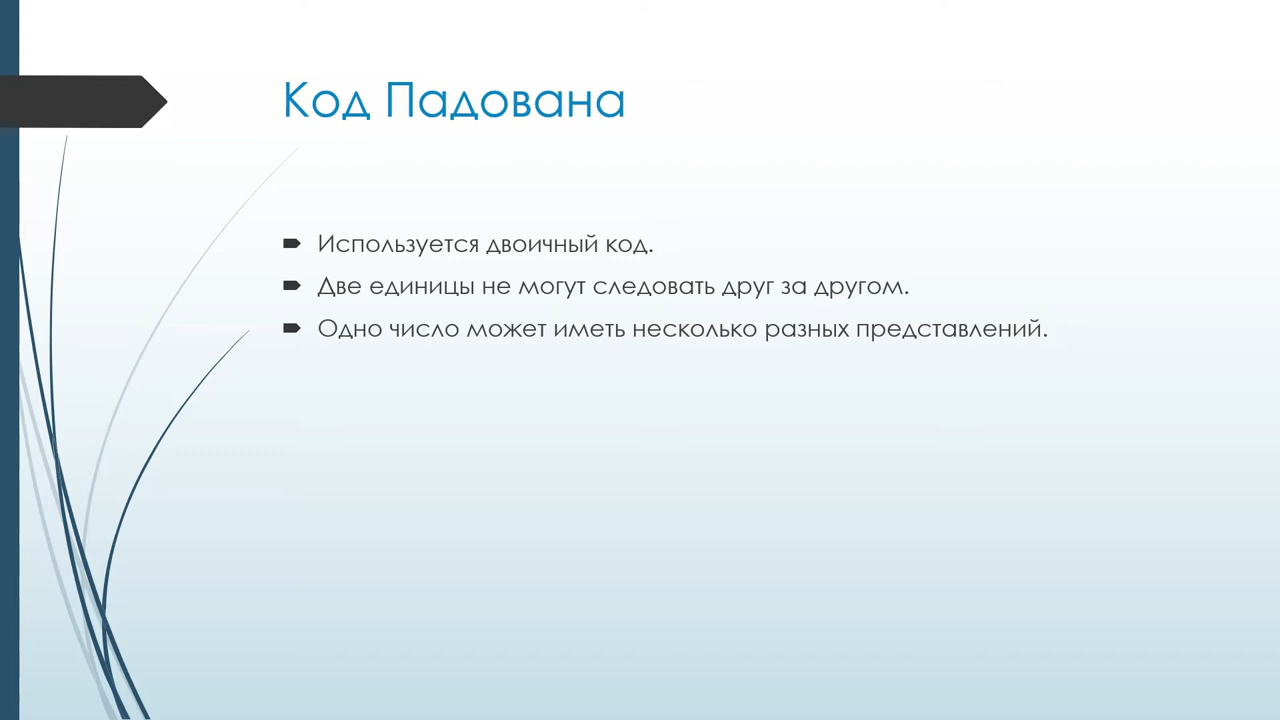 Код Падована
Используется двоичный код.
Две единицы не могут следовать друг за другом.
Одно число может иметь несколько разных представлений.